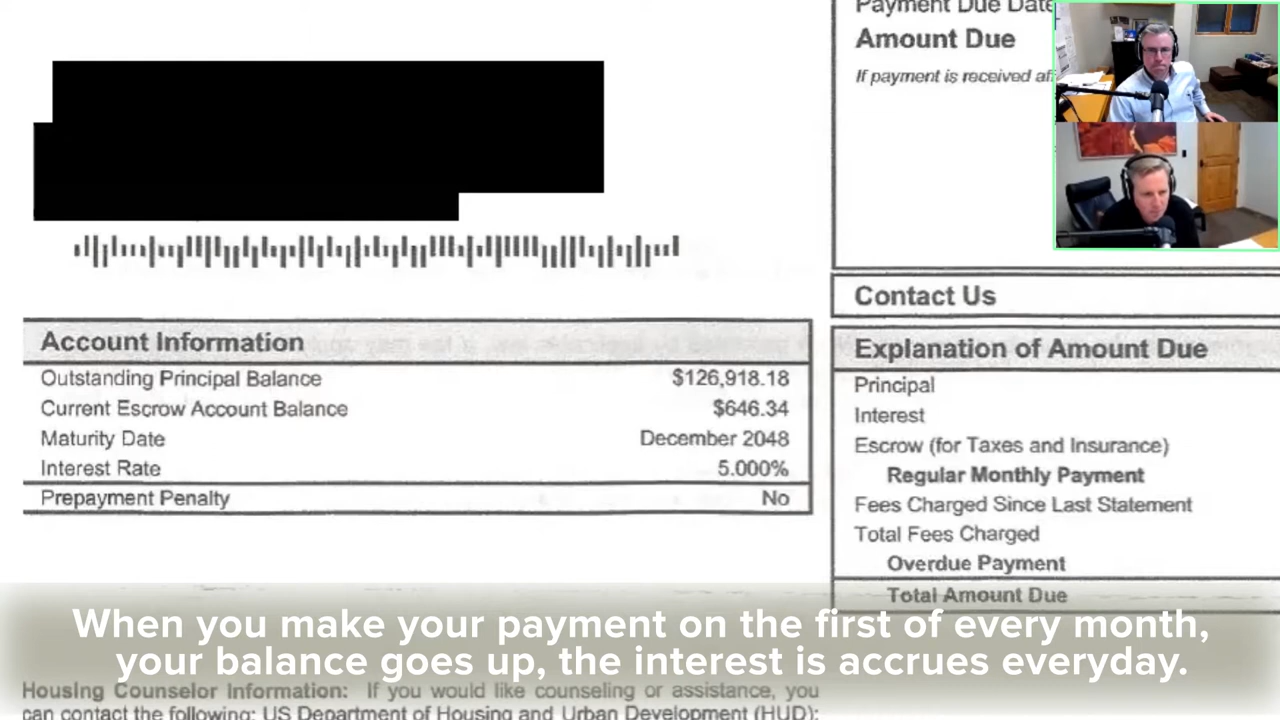 Payment Due Date
Amount Due
If payment is received
Account Information
Outstanding Principal Balance $126,918.18
Current Escrow Account Balance $646.34
Maturity Date December 2048
Interest Rate 5.000%
Prepayment Penalty No
Contact Us
Explanation of Amount Due
Principal
Interest
Escrow (for Taxes and Insurance)
Regular Monthly Payment
Fees Charged Since Last Statement
Total Fees Charged
Overdue Payment
Total Amount Due
When you make your payment on the first of every month,
your balance goes up, the interest is accrues everyday.
Housing Counselor Information: If you would like counseling or assistance, you
can contact the following: US Department of Housing and Urban Development (HUD):